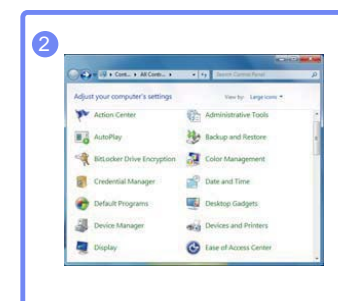 2
Cont... All Conti...
Search Control Panel
Adjust your computer's settings
View by: Large icons
Action Center
Administrative Tools
AutoPlay
Backup and Restore
BitLocker Drive Encryption
Color Management
Credential Manager
Date and Time
Default Programs
Desktop Gadgets
Device Manager
Devices and Printers
Display
Ease of Access Center